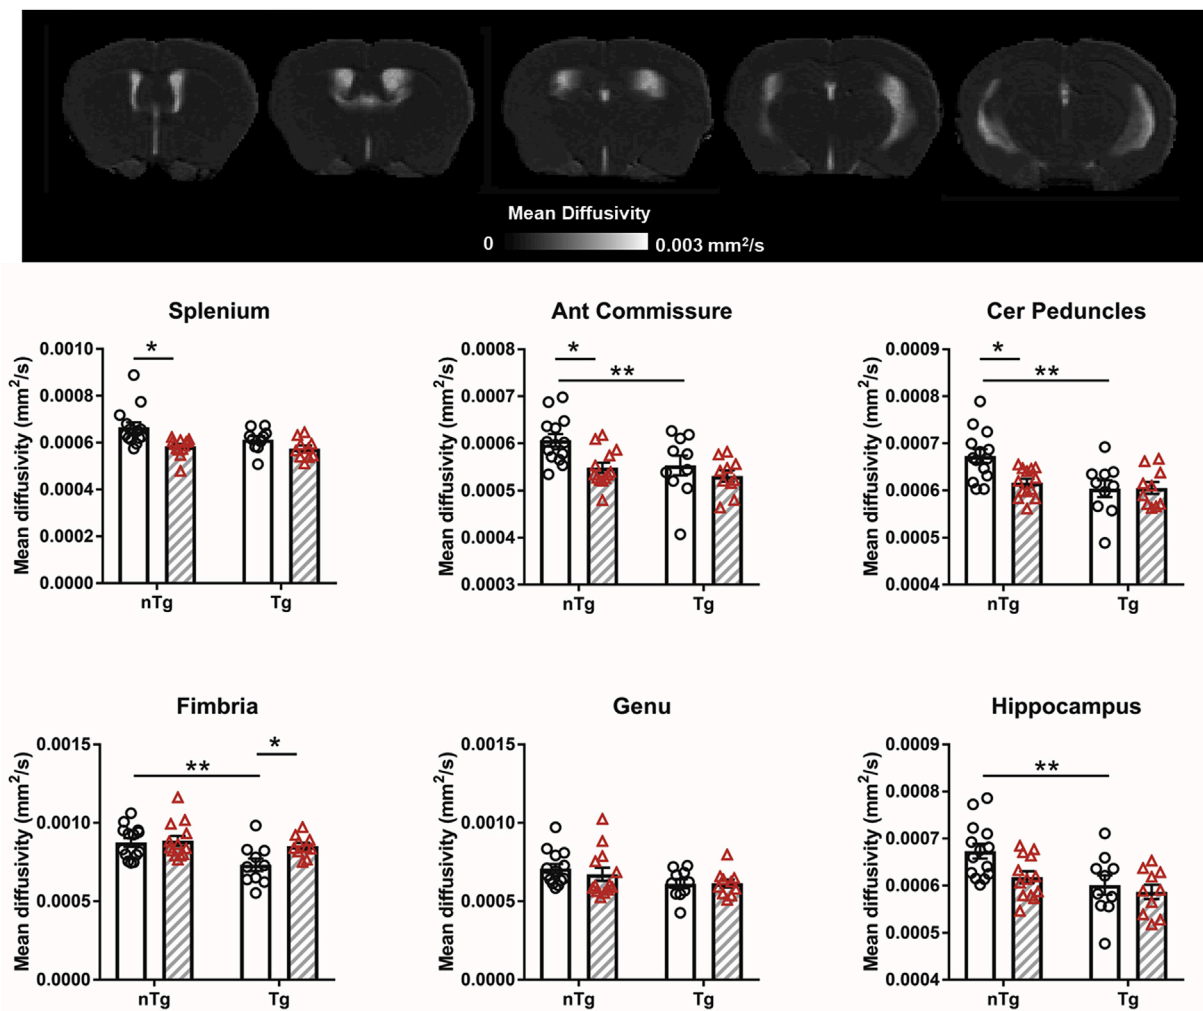 Mean Diffusivity
0 0.003 mm²/s
Splenium
Mean diffusivity (mm²/s)
0.0010
0.0008
0.0006
0.0004
0.0002
0.0000
*
nTg Tg
Ant Commissure
Mean diffusivity (mm²/s)
0.0008
0.0007
0.0006
0.0005
0.0004
0.0003
*
**
nTg Tg
Cer Peduncles
Mean diffusivity (mm²/s)
0.0009
0.0008
0.0007
0.0006
0.0005
0.0004
*
**
nTg Tg
Fimbria
Mean diffusivity (mm²/s)
0.0015
0.0010
0.0005
0.0000
**
*
nTg Tg
Genu
Mean diffusivity (mm²/s)
0.0015
0.0010
0.0005
0.0000
nTg Tg
Hippocampus
Mean diffusivity (mm²/s)
0.0009
0.0008
0.0007
0.0006
0.0005
0.0004
**
nTg Tg